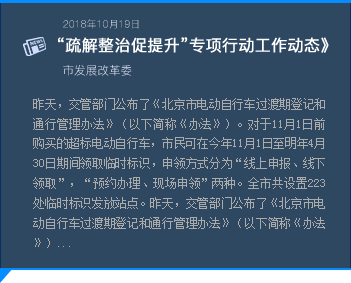 2018年10月19日
“疏解整治促提升”专项行动工作动态》
市发展改革委
昨天，交管部门公布了《北京市电动自行车过渡期登记和
通行管理办法》（以下简称《办法》）。对于11月1日前
购买的超标电动自行车，市民可在今年11月1日至明年4月
30日期间领取临时标识，申领方式分为“线上申报、线下
领取”，“预约办理、现场申领”两种。全市共设置223
处临时标识发放站点。昨天，交管部门公布了《北京市电
动自行车过渡期登记和通行管理办法》（以下简称《办法
》）...